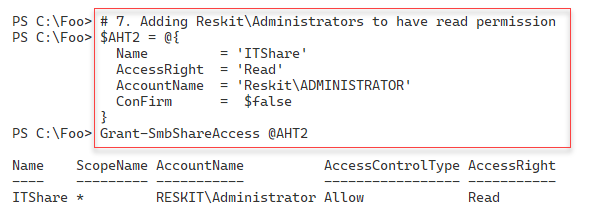 PS C:\Foo> # 7. Adding Reskit\Administrators to have read permission
PS C:\Foo> $AHT2 = @{
  Name         = 'ITShare'
  AccessRight  = 'Read'
  AccountName  = 'Reskit\ADMINISTRATOR'
  ConFirm      =  $false
}
PS C:\Foo> Grant-SmbShareAccess @AHT2
Name    ScopeName AccountName          AccessControlType AccessRight
----    --------- -----------          ----------------- -----------
ITShare *         RESKIT\Administrator Allow             Read